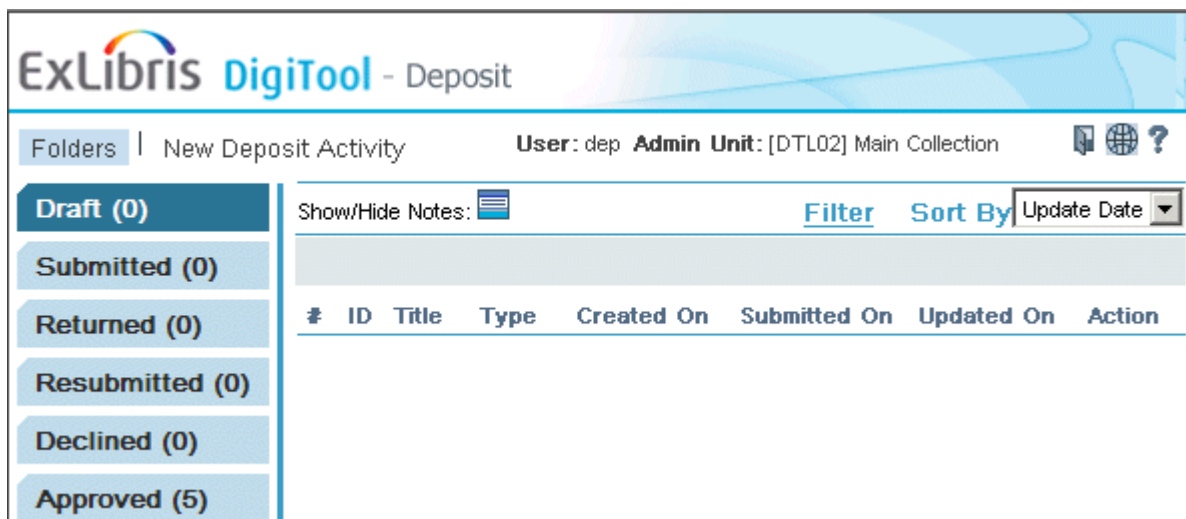 ExLibris DigiTool - Deposit
Folders | New Deposit Activity User: dep Admin Unit: [DTL02] Main Collection ?
Draft (0)
Show/Hide Notes: Filter Sort By Update Date
Submitted (0)
Returned (0)
# ID Title Type Created On Submitted On Updated On Action
Resubmitted (0)
Declined (0)
Approved (5)